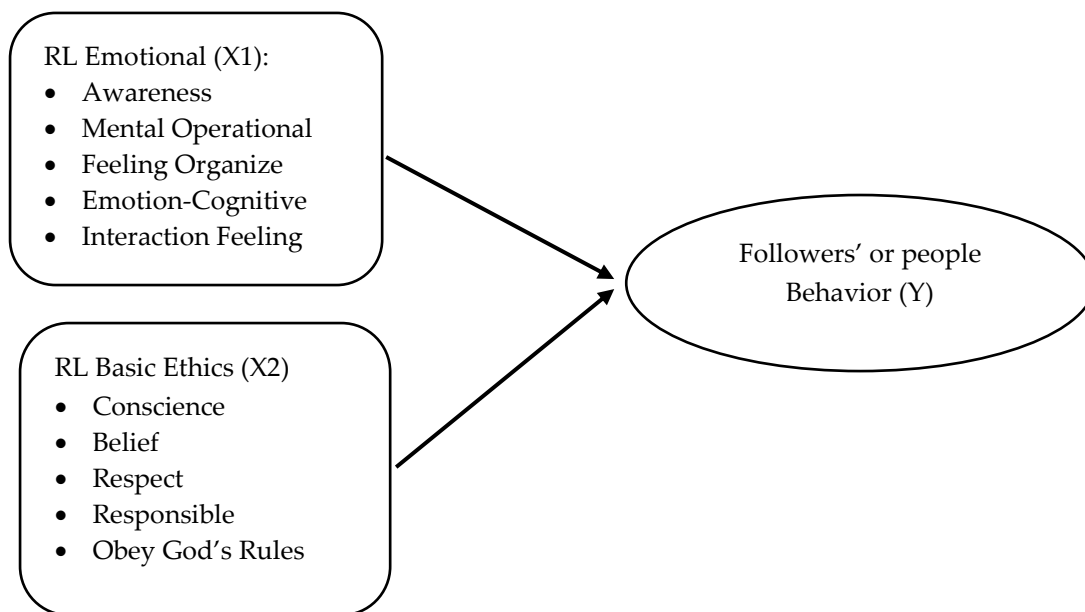 RL Emotional (X1):
• Awareness
• Mental Operational
• Feeling Organize
• Emotion-Cognitive
• Interaction Feeling
Followers’ or people
Behavior (Y)
RL Basic Ethics (X2)
• Conscience
• Belief
• Respect
• Responsible
• Obey God’s Rules